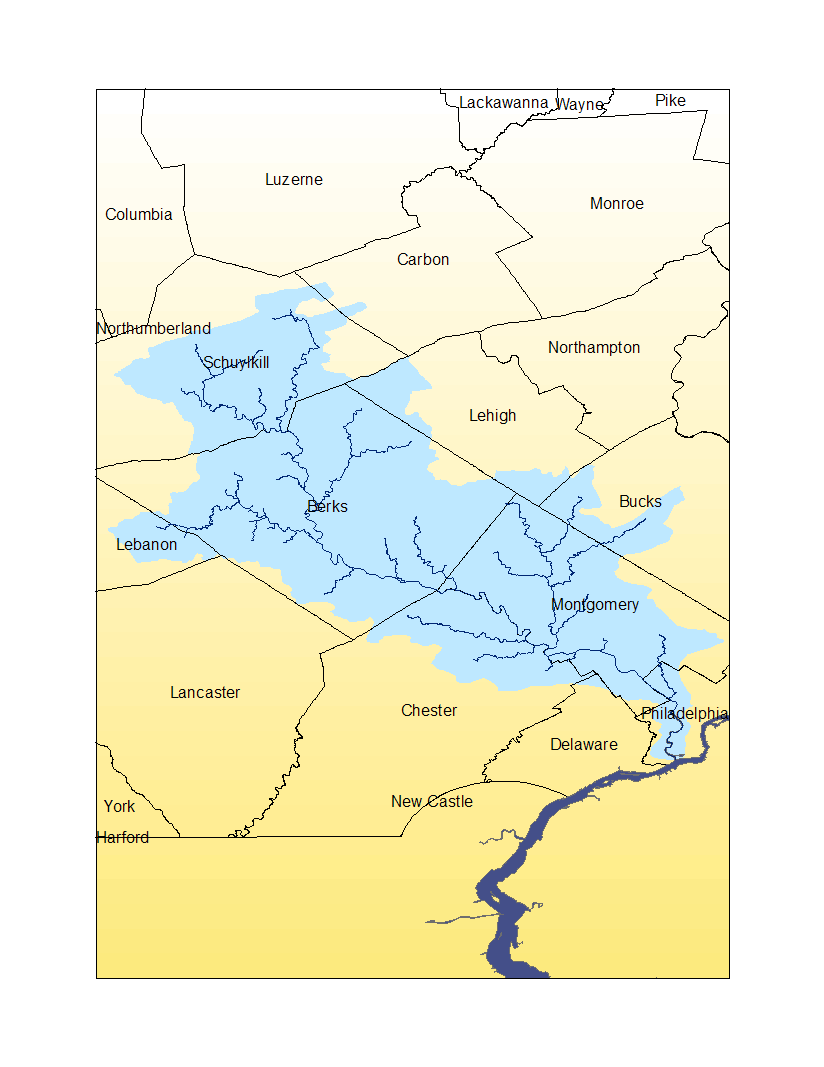 Lackawanna
Wayne
Pike
Luzerne
Monroe
Columbia
Carbon
Northumberland
Northampton
Schuylkill
Lehigh
Bucks
Berks
Lebanon
Montgomery
Lancaster
Chester
Philadelphia
Delaware
New Castle
York
Harford